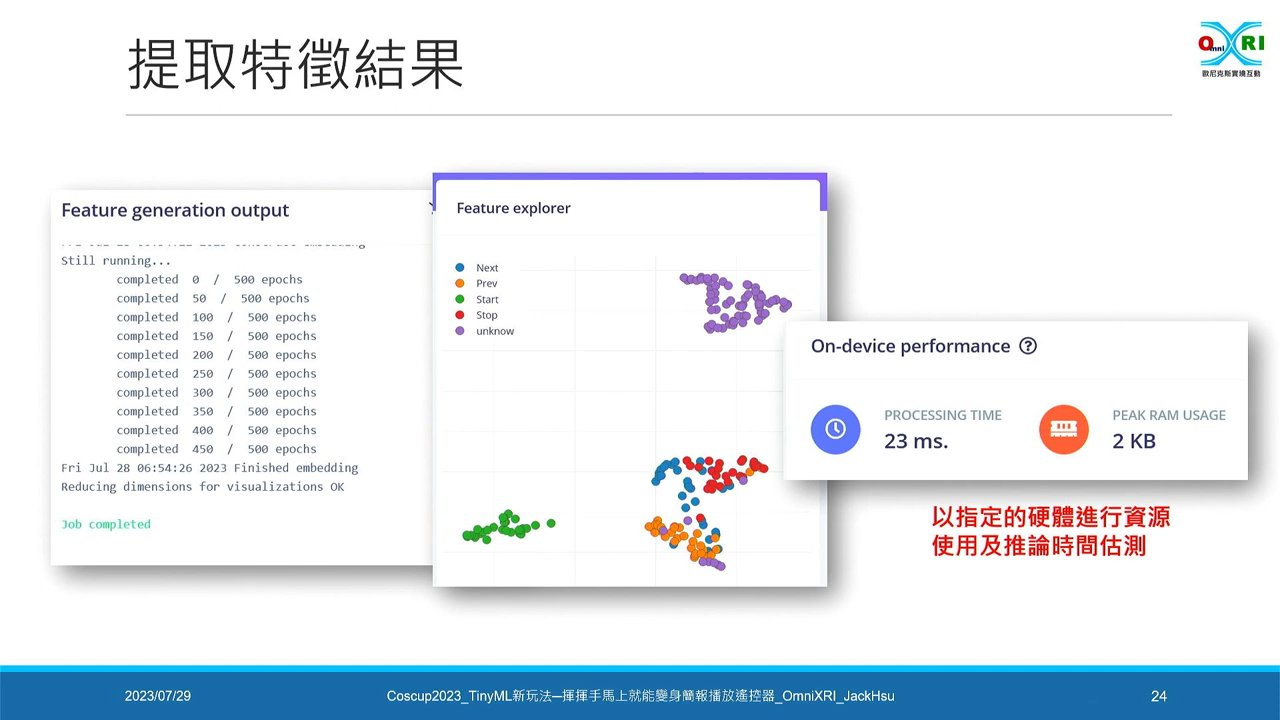 提取特徵結果
Omni XRI
歐尼克斯實境互動
Feature generation output
Still running...
completed 0 / 500 epochs
completed 50 / 500 epochs
completed 100 / 500 epochs
completed 150 / 500 epochs
completed 200 / 500 epochs
completed 250 / 500 epochs
completed 300 / 500 epochs
completed 350 / 500 epochs
completed 400 / 500 epochs
completed 450 / 500 epochs
Fri Jul 28 06:54:26 2023 Finished embedding
Reducing dimensions for visualizations OK
Job completed
Feature explorer
Next
Prev
Start
Stop
unknow
On-device performance ?
PROCESSING TIME
23 ms.
PEAK RAM USAGE
2 KB
以指定的硬體進行資源
使用及推論時間估測
2023/07/29
Coscup2023_TinyML新玩法─揮揮手馬上就能變身簡報播放遙控器_OmniXRI_JackHsu
24